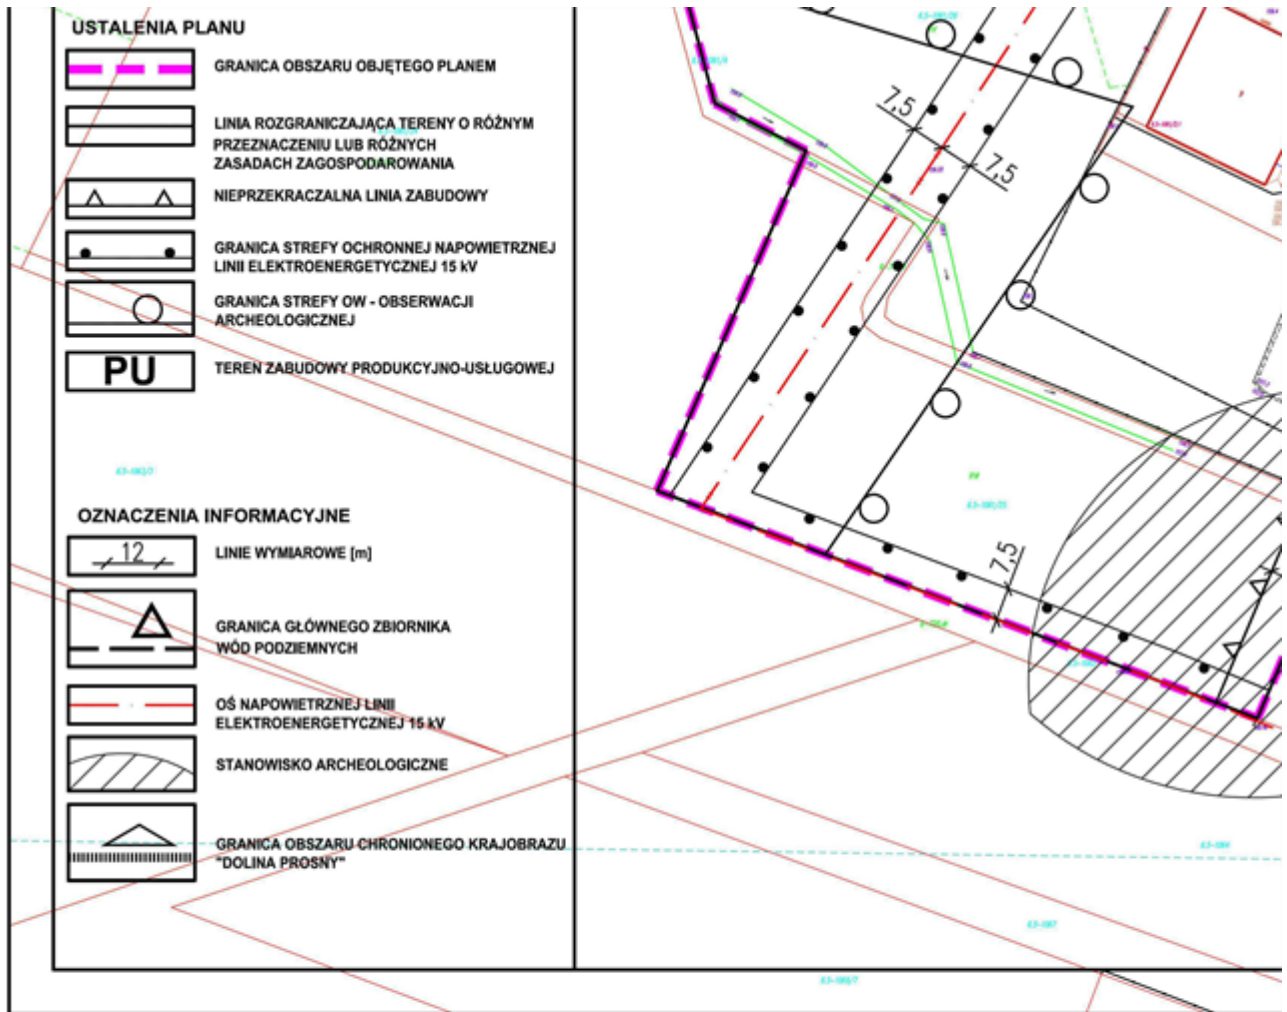 USTALENIA PLANU
GRANICA OBSZARU OBJĘTEGO PLANEM
LINIA ROZGRANICZAJĄCA TERENY O RÓŻNYM
PRZEZNACZENIU LUB RÓŻNYCH
ZASADACH ZAGOSPODAROWANIA
NIEPRZEKRACZALNA LINIA ZABUDOWY
GRANICA STREFY OCHRONNEJ NAPOWIETRZNEJ
LINII ELEKTROENERGETYCZNEJ 15 kV
GRANICA STREFY OW - OBSERWACJI
ARCHEOLOGICZNEJ
PU
TEREN ZABUDOWY PRODUKCYJNO-USŁUGOWEJ
OZNACZENIA INFORMACYJNE
12
LINIE WYMIAROWE [m]
GRANICA GŁÓWNEGO ZBIORNIKA
WÓD PODZIEMNYCH
OŚ NAPOWIETRZNEJ LINII
ELEKTROENERGETYCZNEJ 15 kV
STANOWISKO ARCHEOLOGICZNE
GRANICA OBSZARU CHRONIONEGO KRAJOBRAZU
"DOLINA PROSNY"
7,5
7,5
7,5